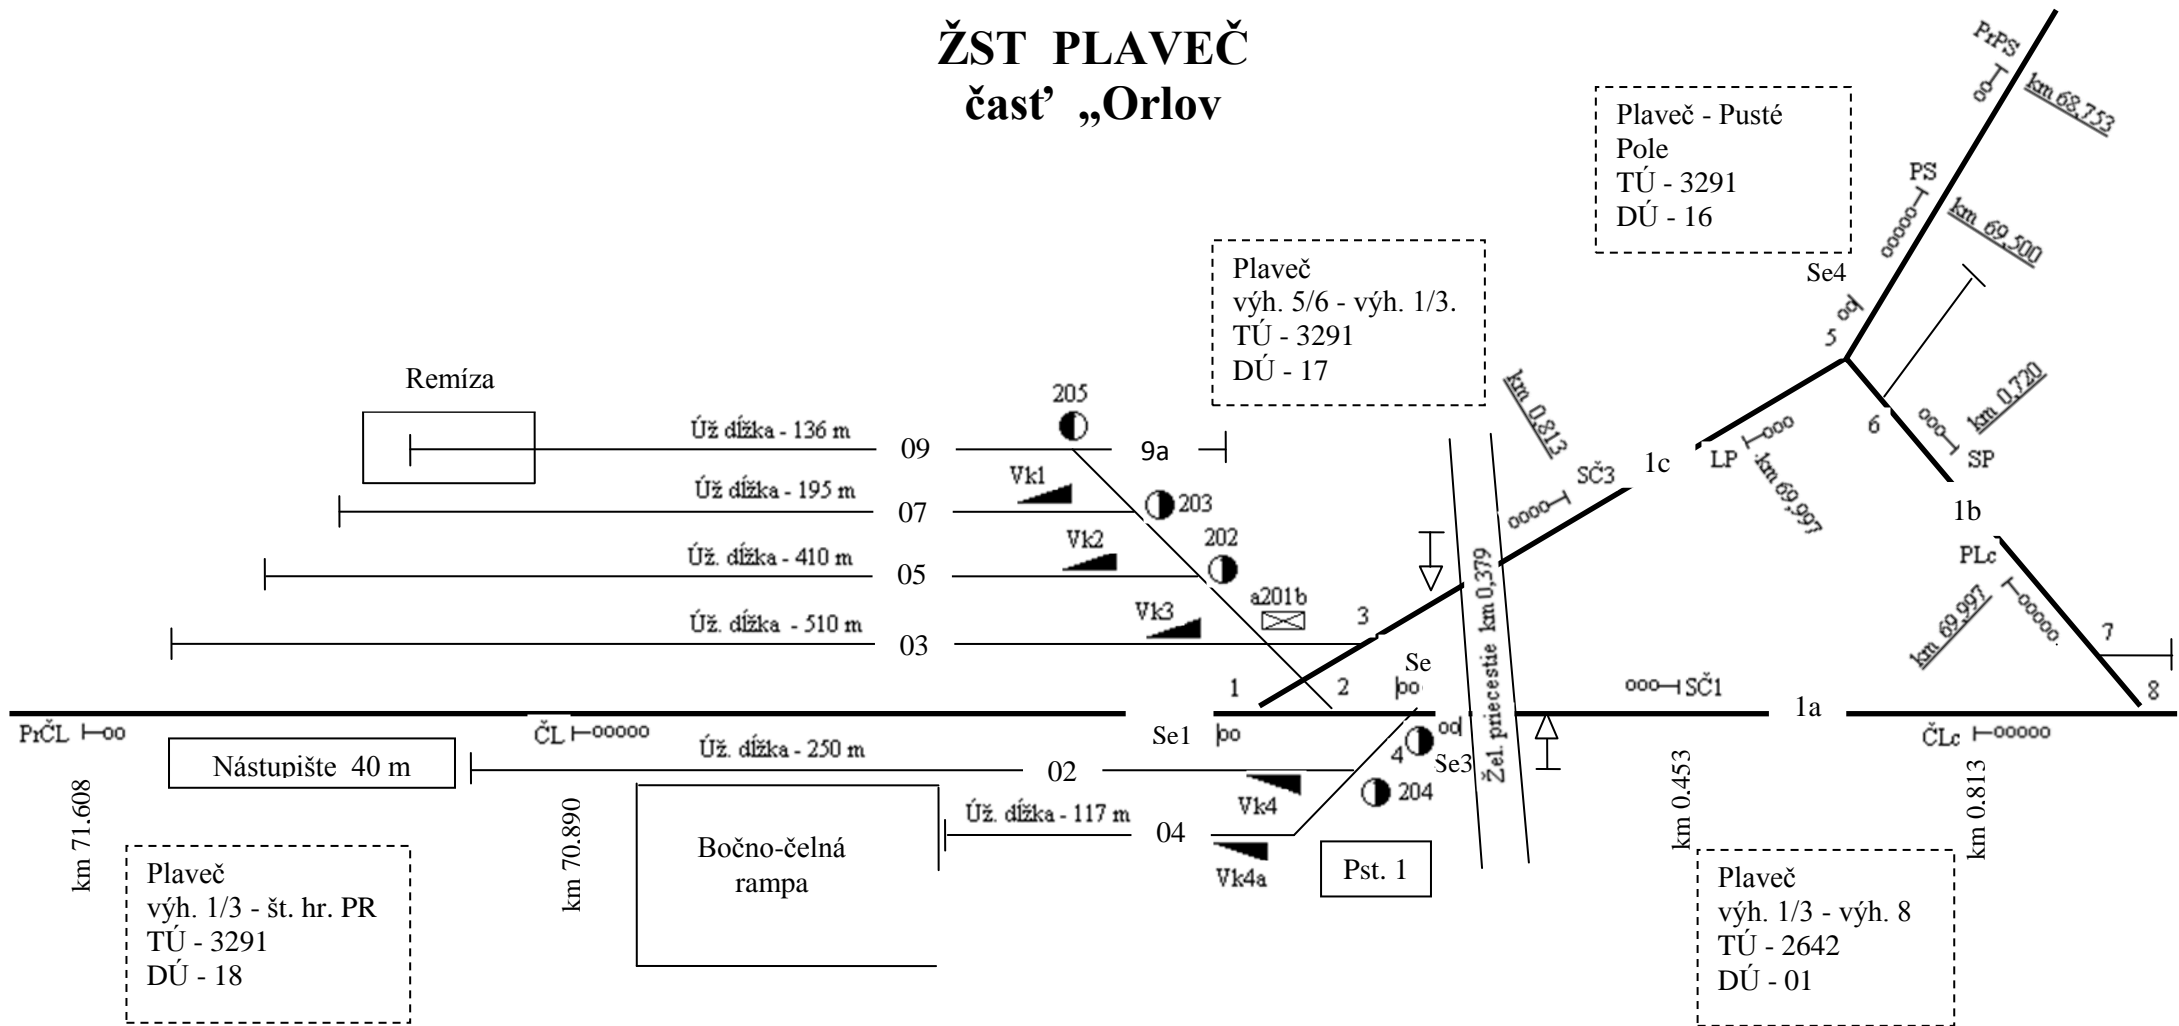 ŽST PLAVEČ
časť „Orlov
PrPS
km 68,753
Plaveč - Pusté
Pole
TÚ - 3291
DÚ - 16
PS
km 69,500
Plaveč
výh. 5/6 - výh. 1/3.
TÚ - 3291
DÚ - 17
Se4
5
Remíza
205
km 0,813
km 0,720
Úž dĺžka - 136 m
09
9a
6
SP
Vk1
SČ3
1c
LP
km 69,997
Úž dĺžka - 195 m
07
203
1b
Vk2
202
Úž. dĺžka - 410 m
05
PLc
km 69,997
Žel. priecestie km 0,379
a201b
Vk3
3
Úž. dĺžka - 510 m
03
7
Se
1
2
SČ1
8
1a
PrČL
ČL
Se1
ČLc
Úž. dĺžka - 250 m
4
Se3
Nástupište 40 m
02
204
Vk4
km 71.608
km 70.890
km 0.453
km 0.813
Úž. dĺžka - 117 m
04
Bočno-čelná
rampa
Vk4a
Pst. 1
Plaveč
výh. 1/3 - št. hr. PR
TÚ - 3291
DÚ - 18
Plaveč
výh. 1/3 - výh. 8
TÚ - 2642
DÚ - 01